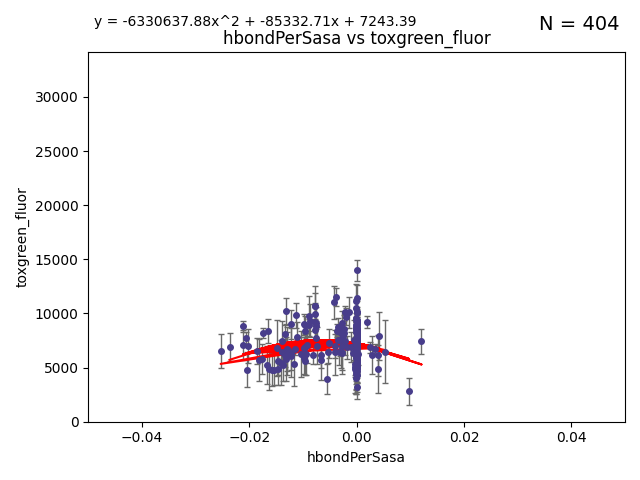 y = -6330637.88x^2 + -85332.71x + 7243.39
N = 404
hbondPerSasa vs toxgreen_fluor
30000
25000
20000
15000
10000
5000
0
toxgreen_fluor
−0.04
−0.02
0.00
0.02
0.04
hbondPerSasa